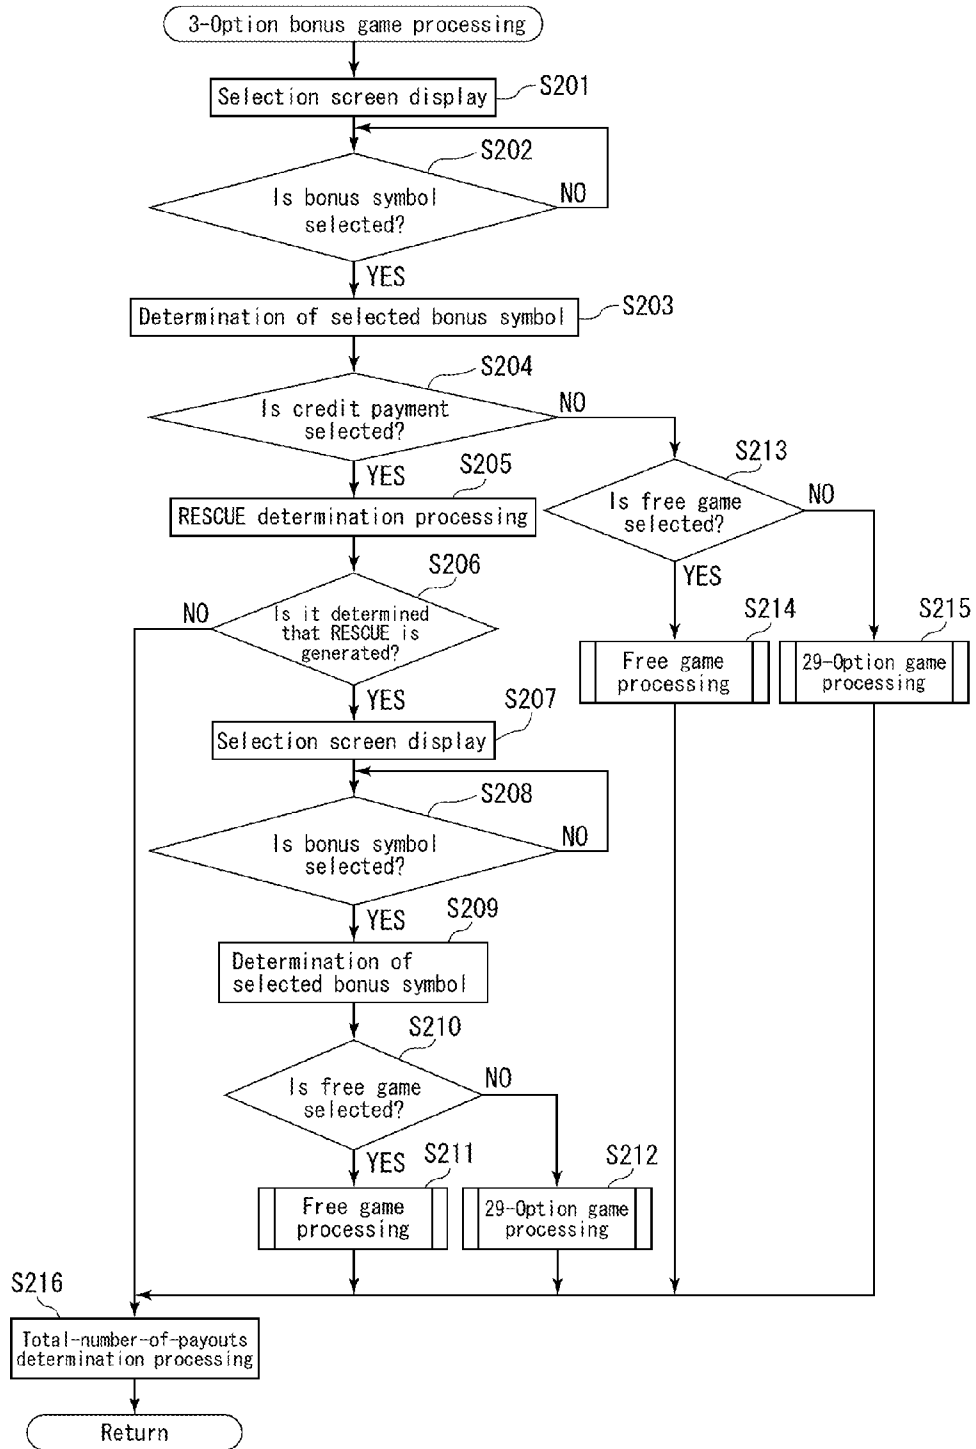 3-Option bonus game processing
S201
Selection screen display
S202
Is bonus symbol
selected?
NO
YES
S203
Determination of selected bonus symbol
S204
Is credit payment
selected?
NO
YES
S213
Is free game
selected?
NO
YES
S205
RESCUE determination processing
S206
Is it determined
that RESCUE is
generated?
NO
YES
S214
Free game
processing
S215
29-Option game
processing
S207
Selection screen display
S208
Is bonus symbol
selected?
NO
YES
S209
Determination of
selected bonus symbol
S210
Is free game
selected?
NO
YES
S211
Free game
processing
S212
29-Option game
processing
S216
Total-number-of-payouts
determination processing
Return